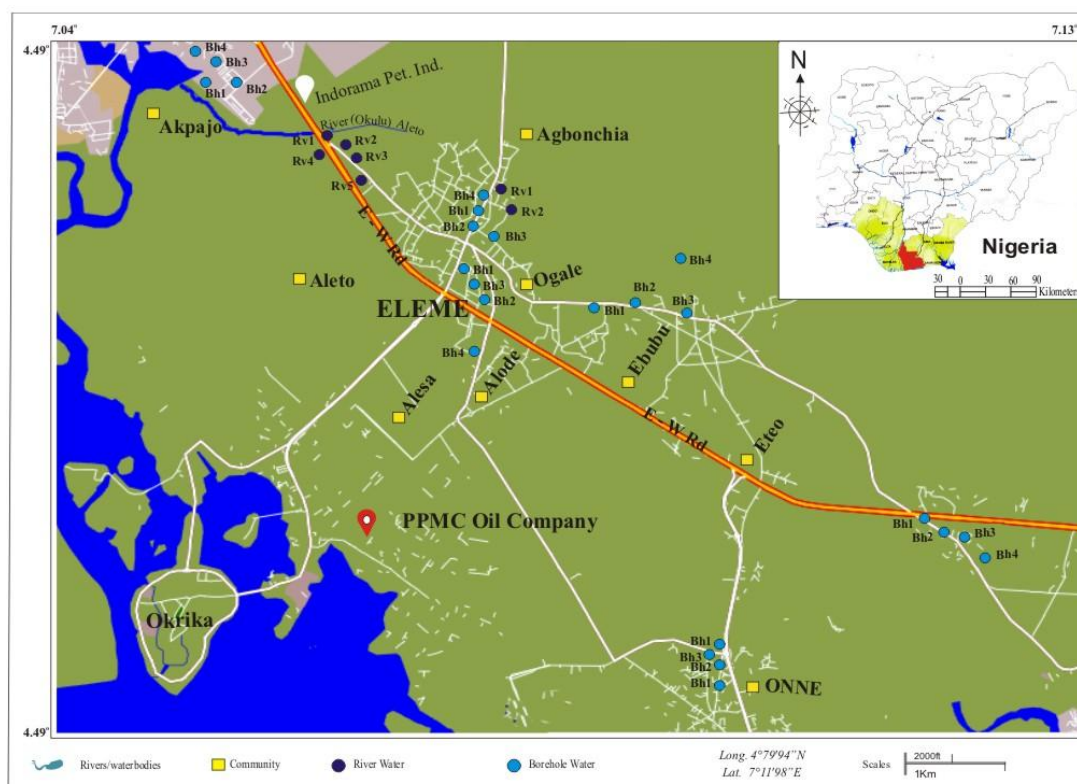 7.04°
7.13°
4.49°
Bh4
Bh3
Bh1
Bh2
Indorama Pet. Ind.
Akpajo
River (Okulu) Aleto
Rv1
Rv2
Rv3
Rv4
Rv5
Agbonchia
Bh4
Rv1
Bh1
Rv2
Bh2
Bh3
E - W Rd
Bh1
Bh3
Bh2
Aleto
Ogale
ELEME
Bh4
Bh2
Bh1
Bh3
Bh4
Alesa
Alode
Ebubu
E - W Rd
Eteo
PPMC Oil Company
Bh1
Bh2
Bh3
Bh4
Okrika
Bh1
Bh3
Bh2
Bh1
ONNE
4.49°
N
Nigeria
30 0 30 60 90
Kilometer
Rivers/waterbodies
Community
River Water
Borehole Water
Long. 4°79'94"N
Lat. 7°11'98"E
Scales
2000ft
1Km